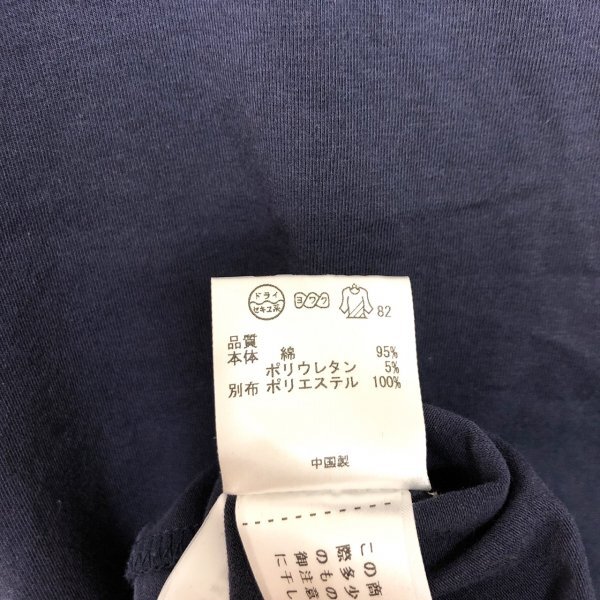 ドライ
セキユ系
ヨワク
82
品質
本体 綿 95%
ポリウレタン 5%
別布 ポリエステル 100%
中国製
この商
際多少
のもの
御注意
に干し